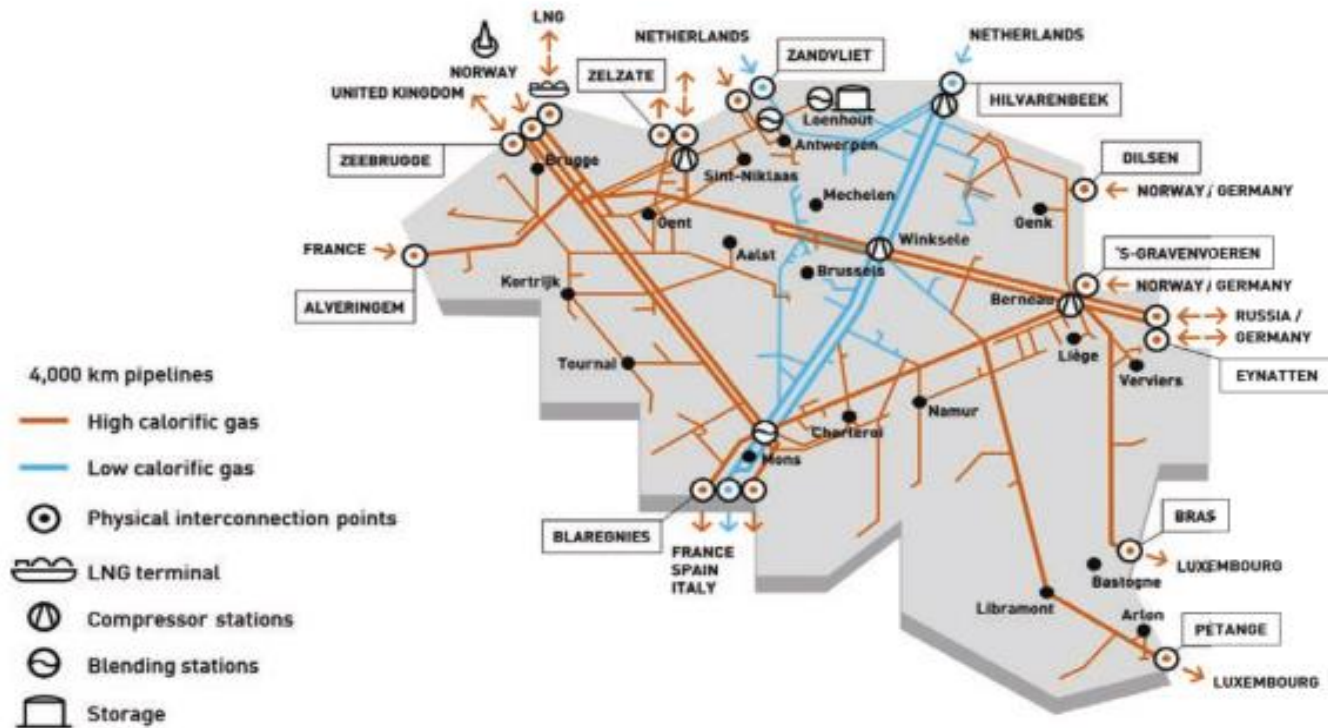 LNG
NETHERLANDS
NETHERLANDS
NORWAY
ZELZATE
ZANDVLIET
UNITED KINGDOM
HILVARENBEEK
Loenhout
ZEEBRUGGE
Brugge
Antwerpen
DILSEN
Sint-Niklaas
NORWAY / GERMANY
Mechelen
Genk
Gent
FRANCE
Winksele
'S-GRAVENVOEREN
Aalst
Brussels
NORWAY / GERMANY
ALVERINGEM
Kortrijk
Berneau
RUSSIA /
GERMANY
Liège
Verviers
EYNATTEN
4,000 km pipelines
Tournal
High calorific gas
Namur
Charleroi
Low calorific gas
Mons
Physical interconnection points
BLAREGNIES
BRAS
FRANCE
SPAIN
ITALY
LUXEMBOURG
LNG terminal
Bastogne
Libramont
Compressor stations
Arlon
PETANGE
Blending stations
LUXEMBOURG
Storage